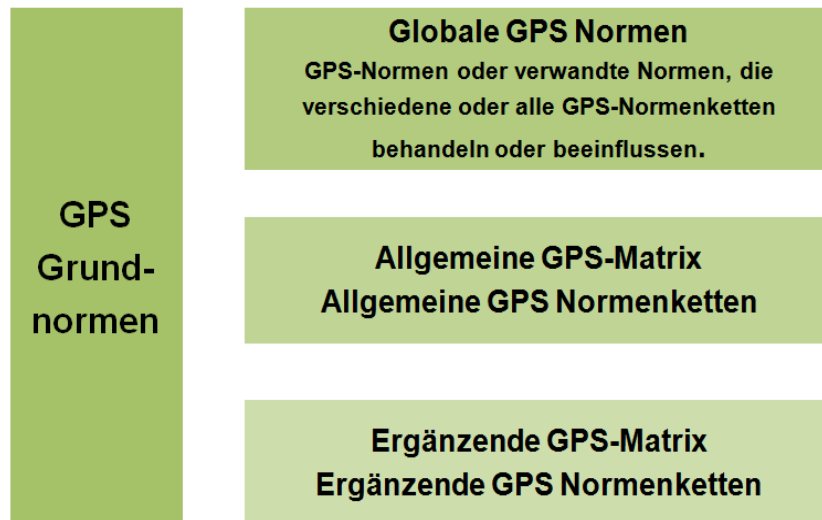 GPS
Grund-
normen
Globale GPS Normen
GPS-Normen oder verwandte Normen, die
verschiedene oder alle GPS-Normenketten
behandeln oder beeinflussen.
Allgemeine GPS-Matrix
Allgemeine GPS Normenketten
Ergänzende GPS-Matrix
Ergänzende GPS Normenketten